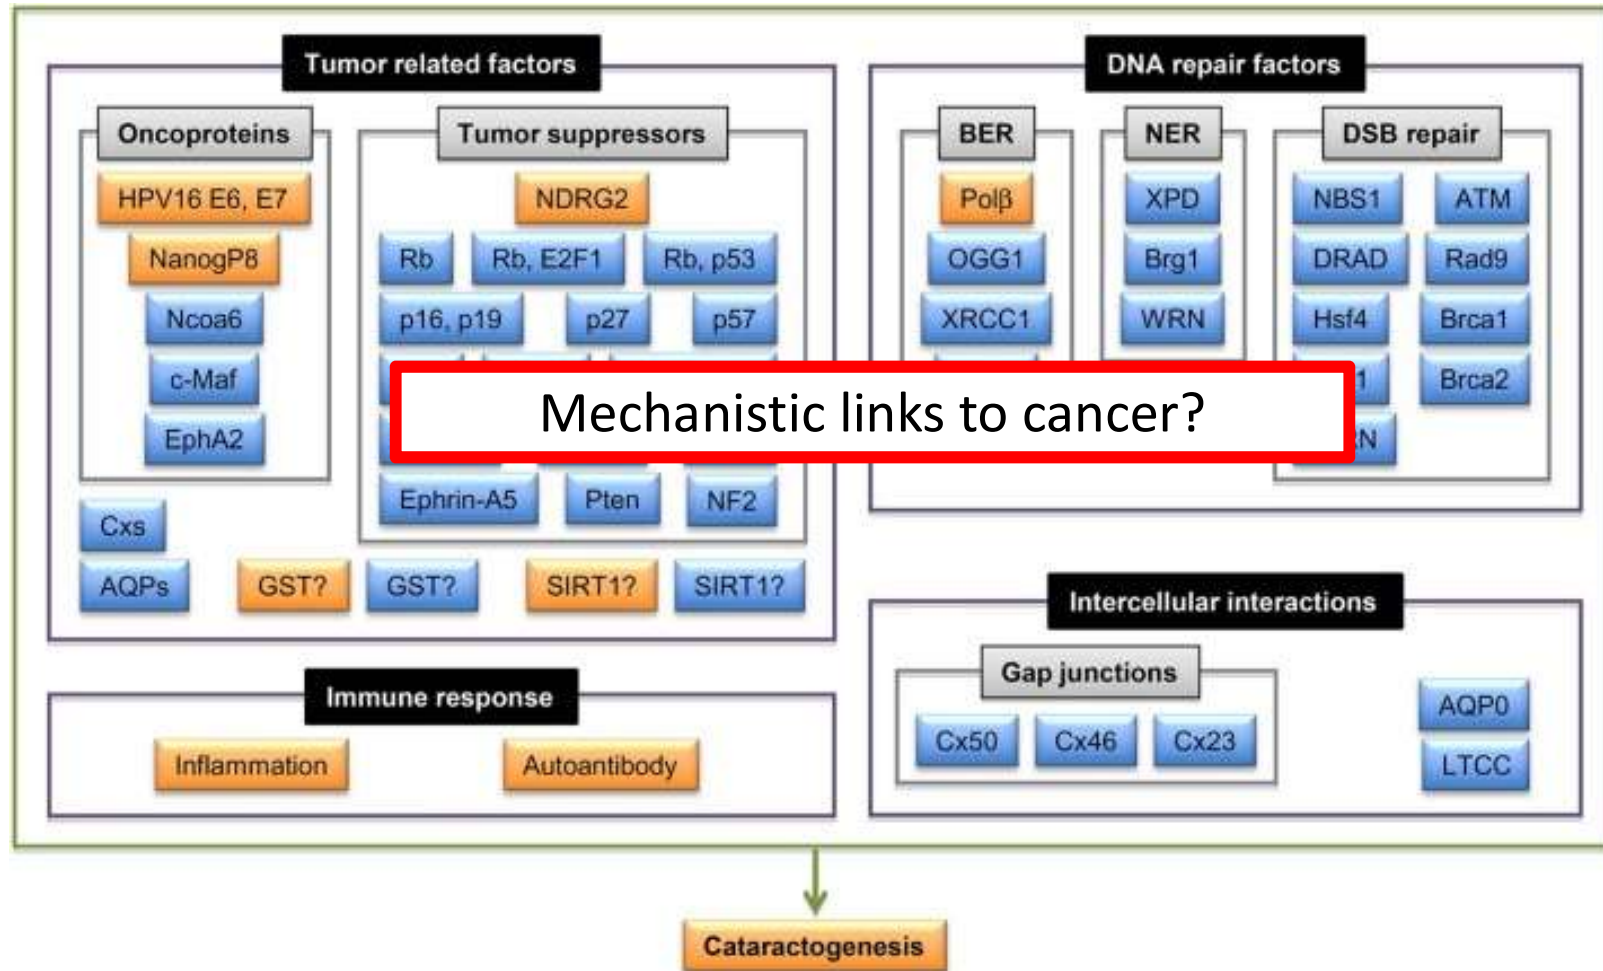 Tumor related factors
Oncoproteins
HPV16 E6, E7
NanogP8
Ncoa6
c-Maf
EphA2
Tumor suppressors
NDRG2
Rb
Rb, E2F1
Rb, p53
p16, p19
p27
p57
Ephrin-A5
Pten
NF2
Cxs
AQPs
GST?
GST?
SIRT1?
SIRT1?
Immune response
Inflammation
Autoantibody
DNA repair factors
BER
Polβ
OGG1
XRCC1
NER
XPD
Brg1
WRN
DSB repair
NBS1
ATM
DRAD
Rad9
Hsf4
Brca1
Brca2
Mechanistic links to cancer?
Intercellular interactions
Gap junctions
Cx50
Cx46
Cx23
AQP0
LTCC
Cataractogenesis